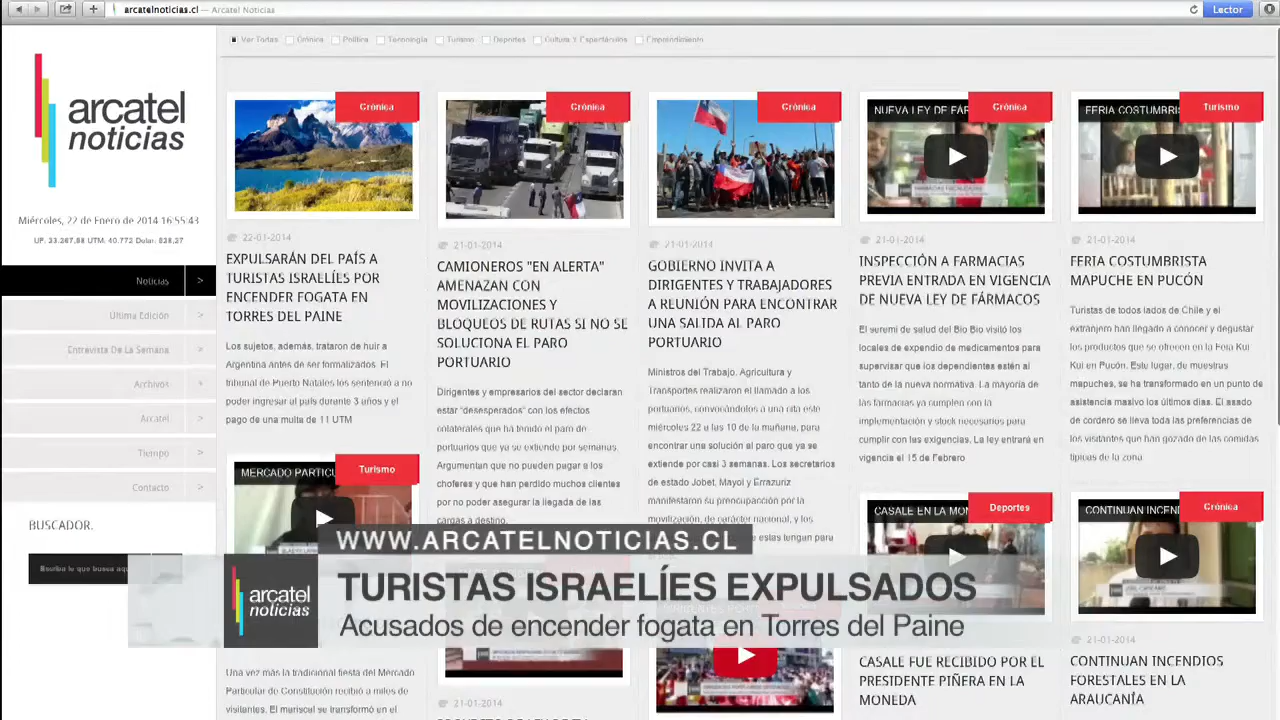 arcatelnoticias.cl — Arcatel Noticias
Lector
Ver Todas Crónica Política Tecnología Turismo Deportes Cultura Y Espectáculos Emprendimiento
arcatel
noticias
Miércoles, 22 de Enero de 2014 16:55:43
Noticias >
Última Edición >
Entrevista De La Semana >
Archivos
Arcatel >
Tiempo >
Contacto >
BUSCADOR.
Escriba lo que busca aqu
Crónica
22-01-2014
EXPULSARÁN DEL PAÍS A
TURISTAS ISRAELÍES POR
ENCENDER FOGATA EN
TORRES DEL PAINE
Los sujetos, además, trataron de huir a
Argentina antes de ser formalizados. El
tribunal de Puerto Natales los sentenció a no
poder ingresar al país durante 3 años y el
pago de una multa de 11 UTM
MERCADO PARTICU
Turismo
Una vez más la tradicional fiesta del Mercado
Particular de Constitución recibió a miles de
visitantes. El mariscal se transformó en el
Crónica
21-01-2014
CAMIONEROS "EN ALERTA"
AMENAZAN CON
MOVILIZACIONES Y
BLOQUEOS DE RUTAS SI NO SE
SOLUCIONA EL PARO
PORTUARIO
Dirigentes y empresarios del sector declaran
estar "desesperados" con los efectos
colaterales que ha tenido el paro de
portuarios que ya se extiende por semanas.
Argumentan que no pueden pagar a los
choferes y que han perdido muchos clientes
por no poder asegurar la llegada de las
cargas a destino.
21-01-2014
Crónica
21-01-2014
GOBIERNO INVITA A
DIRIGENTES Y TRABAJADORES
A REUNIÓN PARA ENCONTRAR
UNA SALIDA AL PARO
PORTUARIO
Ministros del Trabajo, Agricultura y
Transportes realizaron el llamado a los
portuarios, convocándolos a una cita este
miércoles 22 a las 10 de la mañana, para
encontrar una solución al paro que ya se
extiende por casi 3 semanas. Los secretarios
de estado Jobet, Mayol y Errazuriz
manifestaron su preocupación por la
movilización, de carácter nacional, y los
estas tengan para
NUEVA LEY DE FÁR
Crónica
21-01-2014
INSPECCIÓN A FARMACIAS
PREVIA ENTRADA EN VIGENCIA
DE NUEVA LEY DE FÁRMACOS
El seremi de salud del Bío Bío visitó los
locales de expendio de medicamentos para
supervisar que los dependientes estén al
tanto de la nueva normativa. La mayoría de
las farmacias ya cumplen con la
implementación y stock necesarios para
cumplir con las exigencias. La ley entrará en
vigencia el 15 de Febrero
CASALE EN LA MON
Deportes
CASALE FUE RECIBIDO POR EL
PRESIDENTE PIÑERA EN LA
MONEDA
FERIA COSTUMBRIS
Turismo
21-01-2014
FERIA COSTUMBRISTA
MAPUCHE EN PUCÓN
Turistas de todos lados de Chile y el
extranjero han llegado a conocer y degustar
los productos que se ofrecen en la Fera Kui
Kui en Pucón. Este lugar, de muestras
mapuches, se ha transformado en un punto de
asistencia masivo los últimos días. El asado
de cordero se lleva toda las preferencias de
los visitantes que han gozado de las comidas
típicas de la zona
CONTINUAN INCEND
Crónica
21-01-2014
CONTINUAN INCENDIOS
FORESTALES EN LA
ARAUCANÍA
WWW.ARCATELNOTICIAS.CL
arcatel
noticias
TURISTAS ISRAELÍES EXPULSADOS
Acusados de encender fogata en Torres del Paine